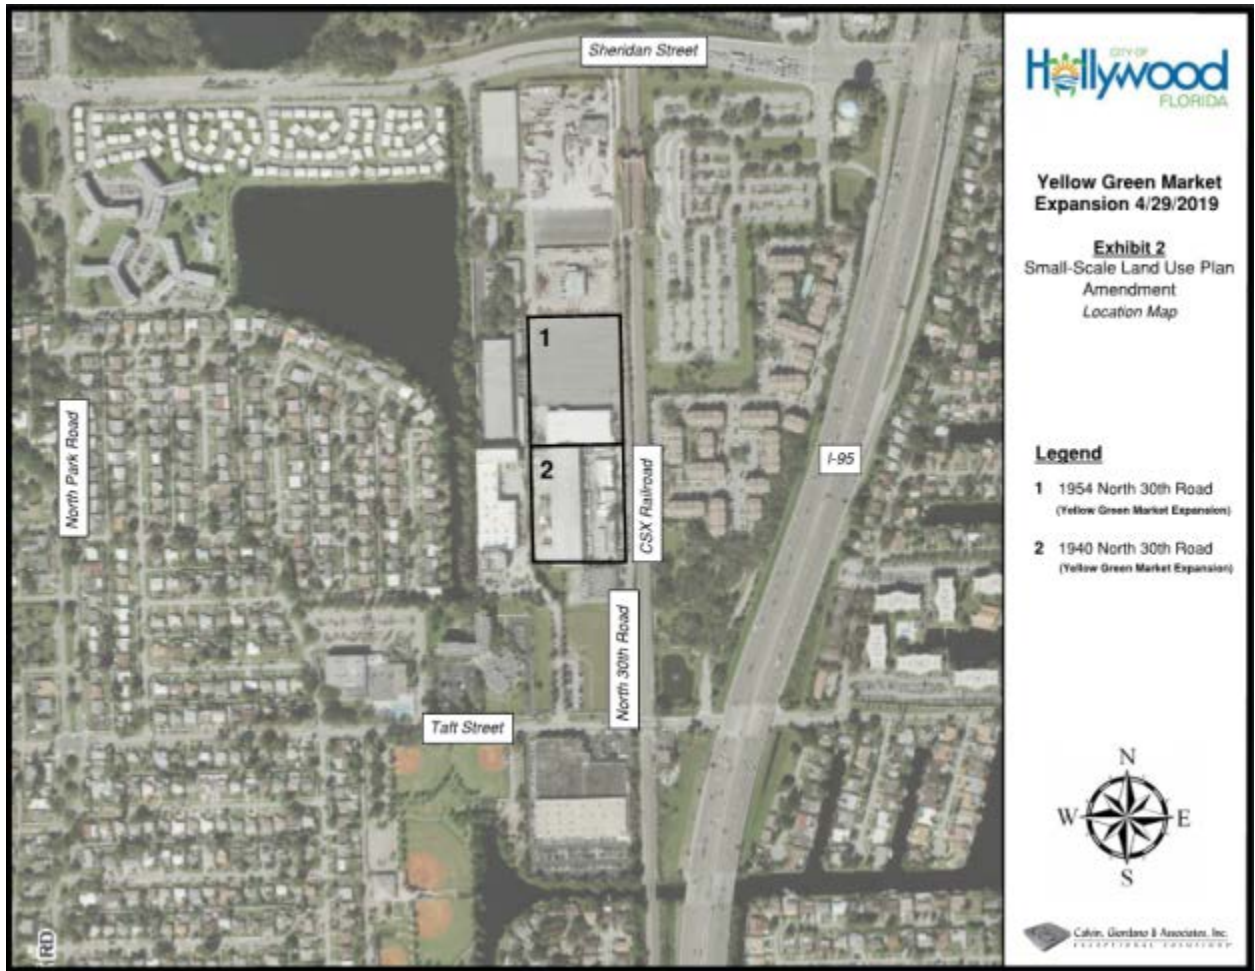 Sheridan Street
1
North Park Road
2
CSX Railroad
I-95
North 30th Road
Taft Street
RD
CITY OF
Hollywood
FLORIDA
Yellow Green Market
Expansion 4/29/2019
Exhibit 2
Small-Scale Land Use Plan
Amendment
Location Map
Legend
1 1954 North 30th Road
(Yellow Green Market Expansion)
2 1940 North 30th Road
(Yellow Green Market Expansion)
N
W E
S
Calvin, Giordano & Associates, Inc.
EXCEPTIONAL SOLUTIONS